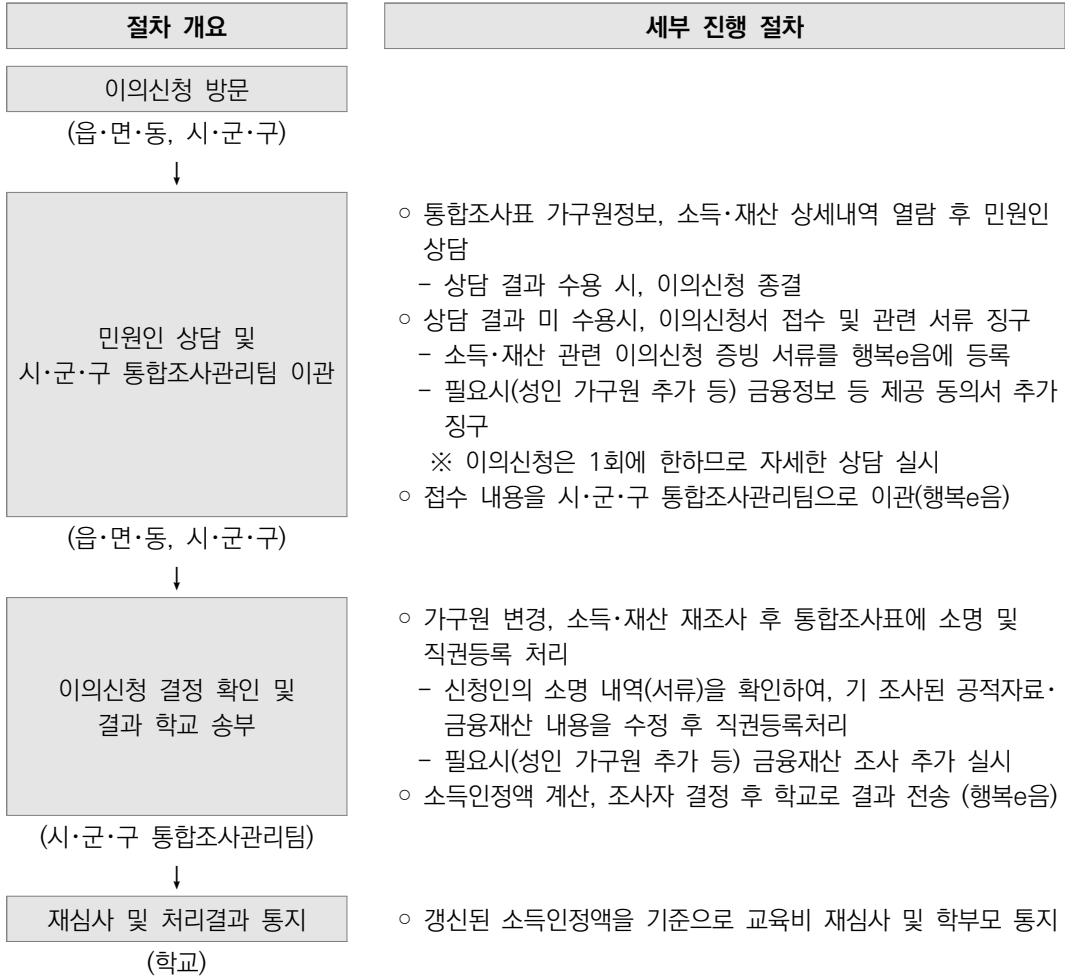 절차 개요
세부 진행 절차
이의신청 방문
(읍·면·동, 시·군·구)
↓
민원인 상담 및
시·군·구 통합조사관리팀 이관
○ 통합조사표 가구원정보, 소득·재산 상세내역 열람 후 민원인
상담
- 상담 결과 수용 시, 이의신청 종결
○ 상담 결과 미 수용시, 이의신청서 접수 및 관련 서류 징구
- 소득·재산 관련 이의신청 증빙 서류를 행복e음에 등록
- 필요시(성인 가구원 추가 등) 금융정보 등 제공 동의서 추가
징구
※ 이의신청은 1회에 한하므로 자세한 상담 실시
○ 접수 내용을 시·군·구 통합조사관리팀으로 이관(행복e음)
(읍·면·동, 시·군·구)
↓
이의신청 결정 확인 및
결과 학교 송부
○ 가구원 변경, 소득·재산 재조사 후 통합조사표에 소명 및
직권등록 처리
- 신청인의 소명 내역(서류)을 확인하여, 기 조사된 공적자료·
금융재산 내용을 수정 후 직권등록처리
- 필요시(성인 가구원 추가 등) 금융재산 조사 추가 실시
○ 소득인정액 계산, 조사자 결정 후 학교로 결과 전송 (행복e음)
(시·군·구 통합조사관리팀)
↓
재심사 및 처리결과 통지
○ 갱신된 소득인정액을 기준으로 교육비 재심사 및 학부모 통지
(학교)